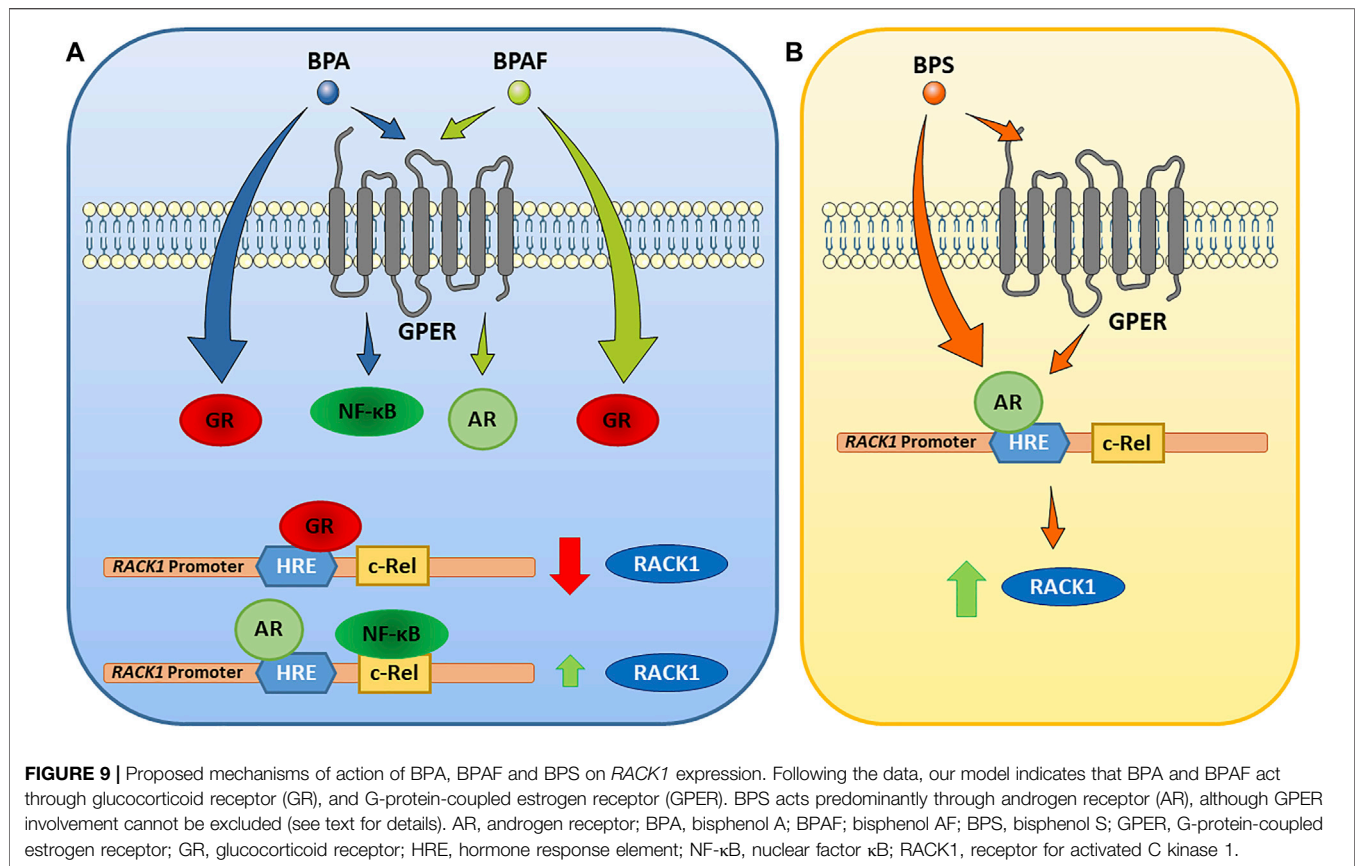 A
BPA
BPAF
GPER
GR
NF-κB
AR
GR
GR
RACK1 Promoter
HRE
c-Rel
RACK1
AR
NF-κB
RACK1 Promoter
HRE
c-Rel
RACK1
B
BPS
GPER
AR
RACK1 Promoter
HRE
c-Rel
RACK1
FIGURE 9 | Proposed mechanisms of action of BPA, BPAF and BPS on RACK1 expression. Following the data, our model indicates that BPA and BPAF act
through glucocorticoid receptor (GR), and G-protein-coupled estrogen receptor (GPER). BPS acts predominantly through androgen receptor (AR), although GPER
involvement cannot be excluded (see text for details). AR, androgen receptor; BPA, bisphenol A; BPAF; bisphenol AF; BPS, bisphenol S; GPER, G-protein-coupled
estrogen receptor; GR, glucocorticoid receptor; HRE, hormone response element; NF-κB, nuclear factor κB; RACK1, receptor for activated C kinase 1.